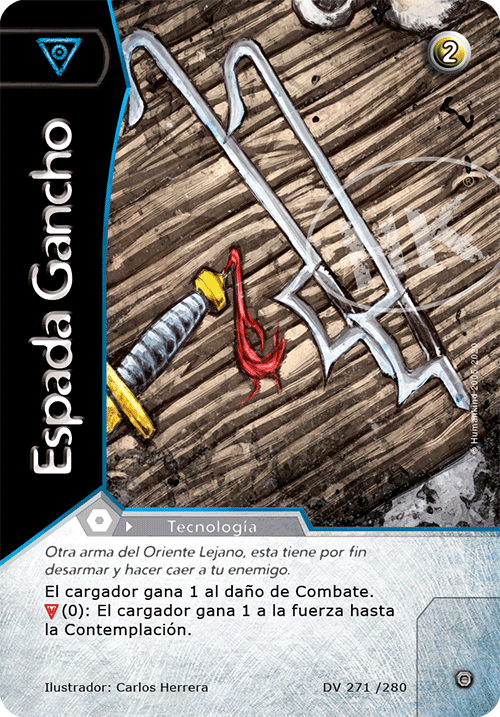 2
Espada Gancho
HK
®
© HumanKind 2005-2020
Tecnología
Otra arma del Oriente Lejano, esta tiene por fin
desarmar y hacer caer a tu enemigo.
El cargador gana 1 al daño de Combate.
(0): El cargador gana 1 a la fuerza hasta
la Contemplación.
Ilustrador: Carlos Herrera
DV 271 /280